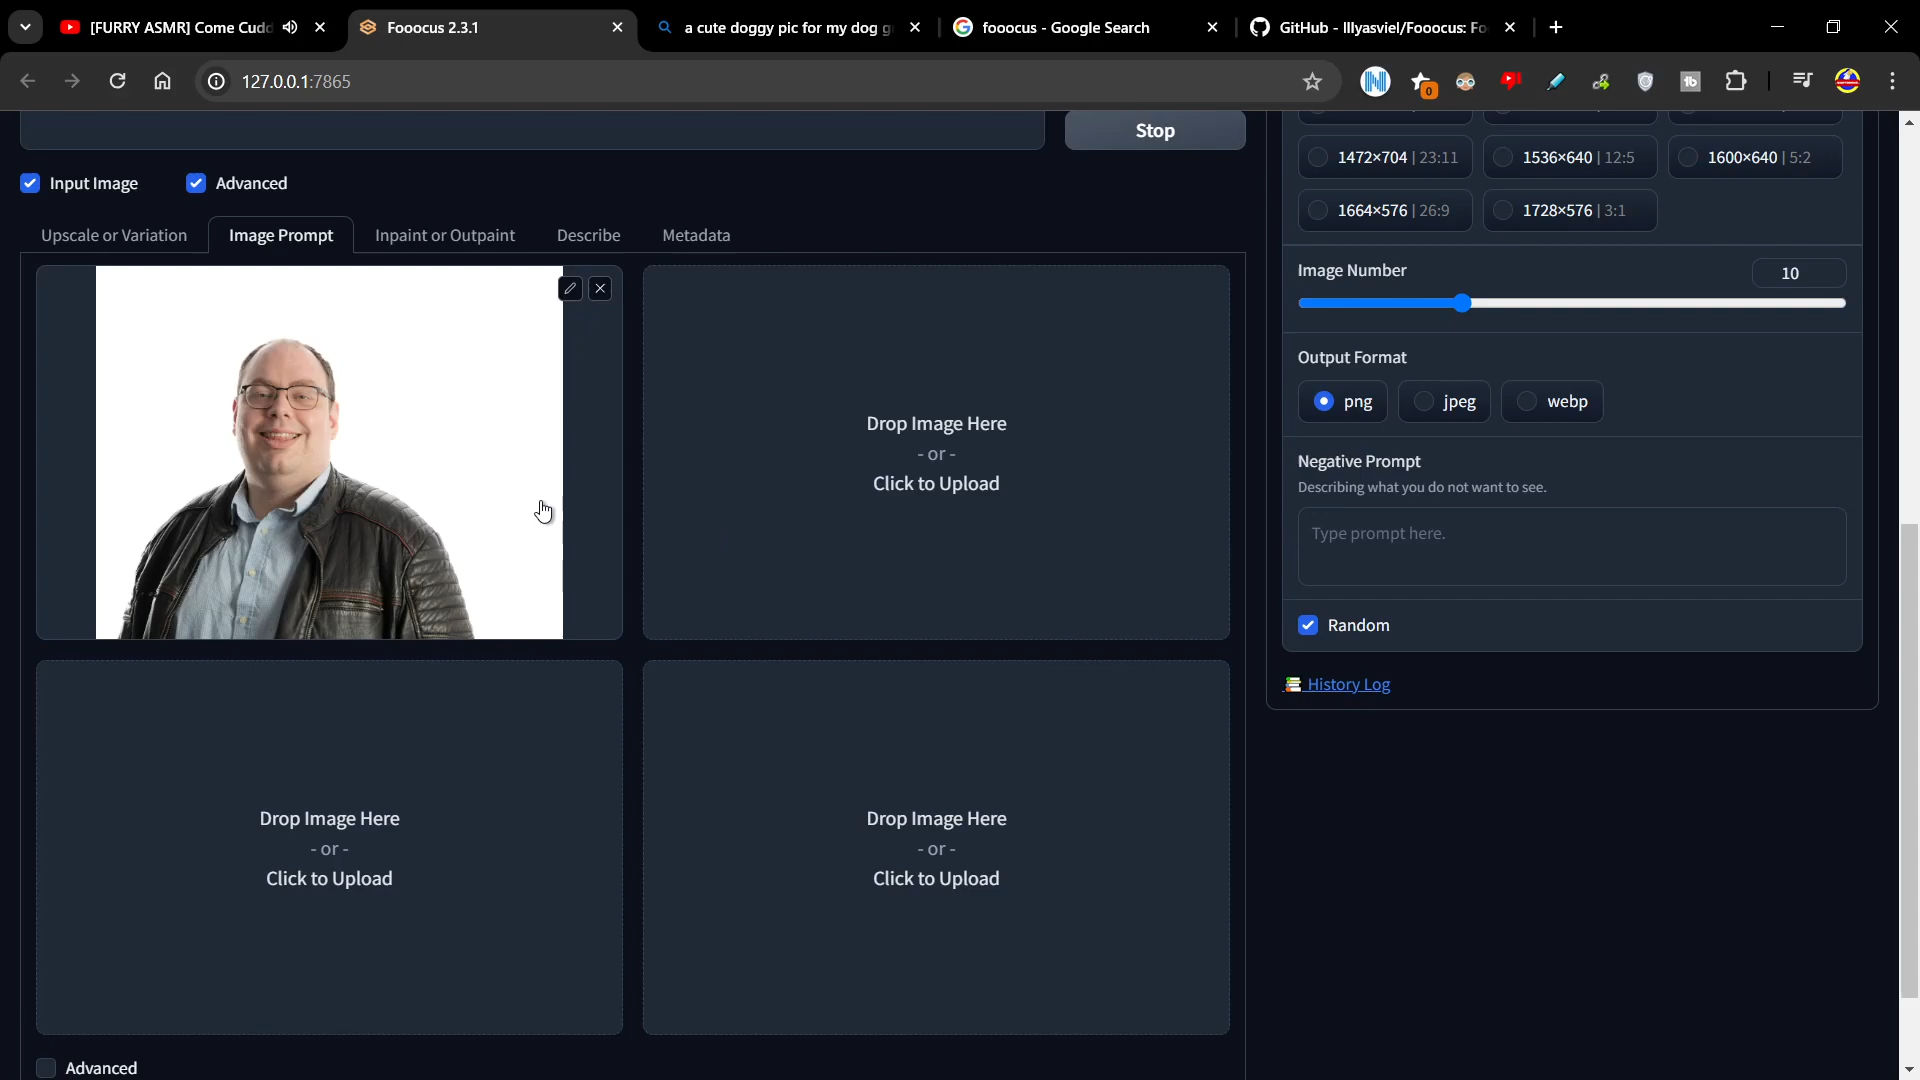 [FURRY ASMR] Come Cudd
Fooocus 2.3.1
a cute doggy pic for my dog g
fooocus - Google Search
GitHub - lllyasviel/Fooocus: Fo
127.0.0.1:7865
0
tb
Stop
Input Image
Advanced
Upscale or Variation
Image Prompt
Inpaint or Outpaint
Describe
Metadata
Drop Image Here
- or -
Click to Upload
Drop Image Here
- or -
Click to Upload
Drop Image Here
- or -
Click to Upload
Advanced
1472×704 | 23:11
1536×640 | 12:5
1600×640 | 5:2
1664×576 | 26:9
1728×576 | 3:1
Image Number
10
Output Format
png
jpeg
webp
Negative Prompt
Describing what you do not want to see.
Type prompt here.
Random
History Log